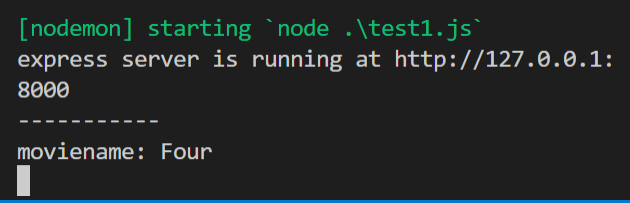 [nodemon] starting `node .\test1.js`
express server is running at http://127.0.0.1:
8000
-----------
moviename: Four